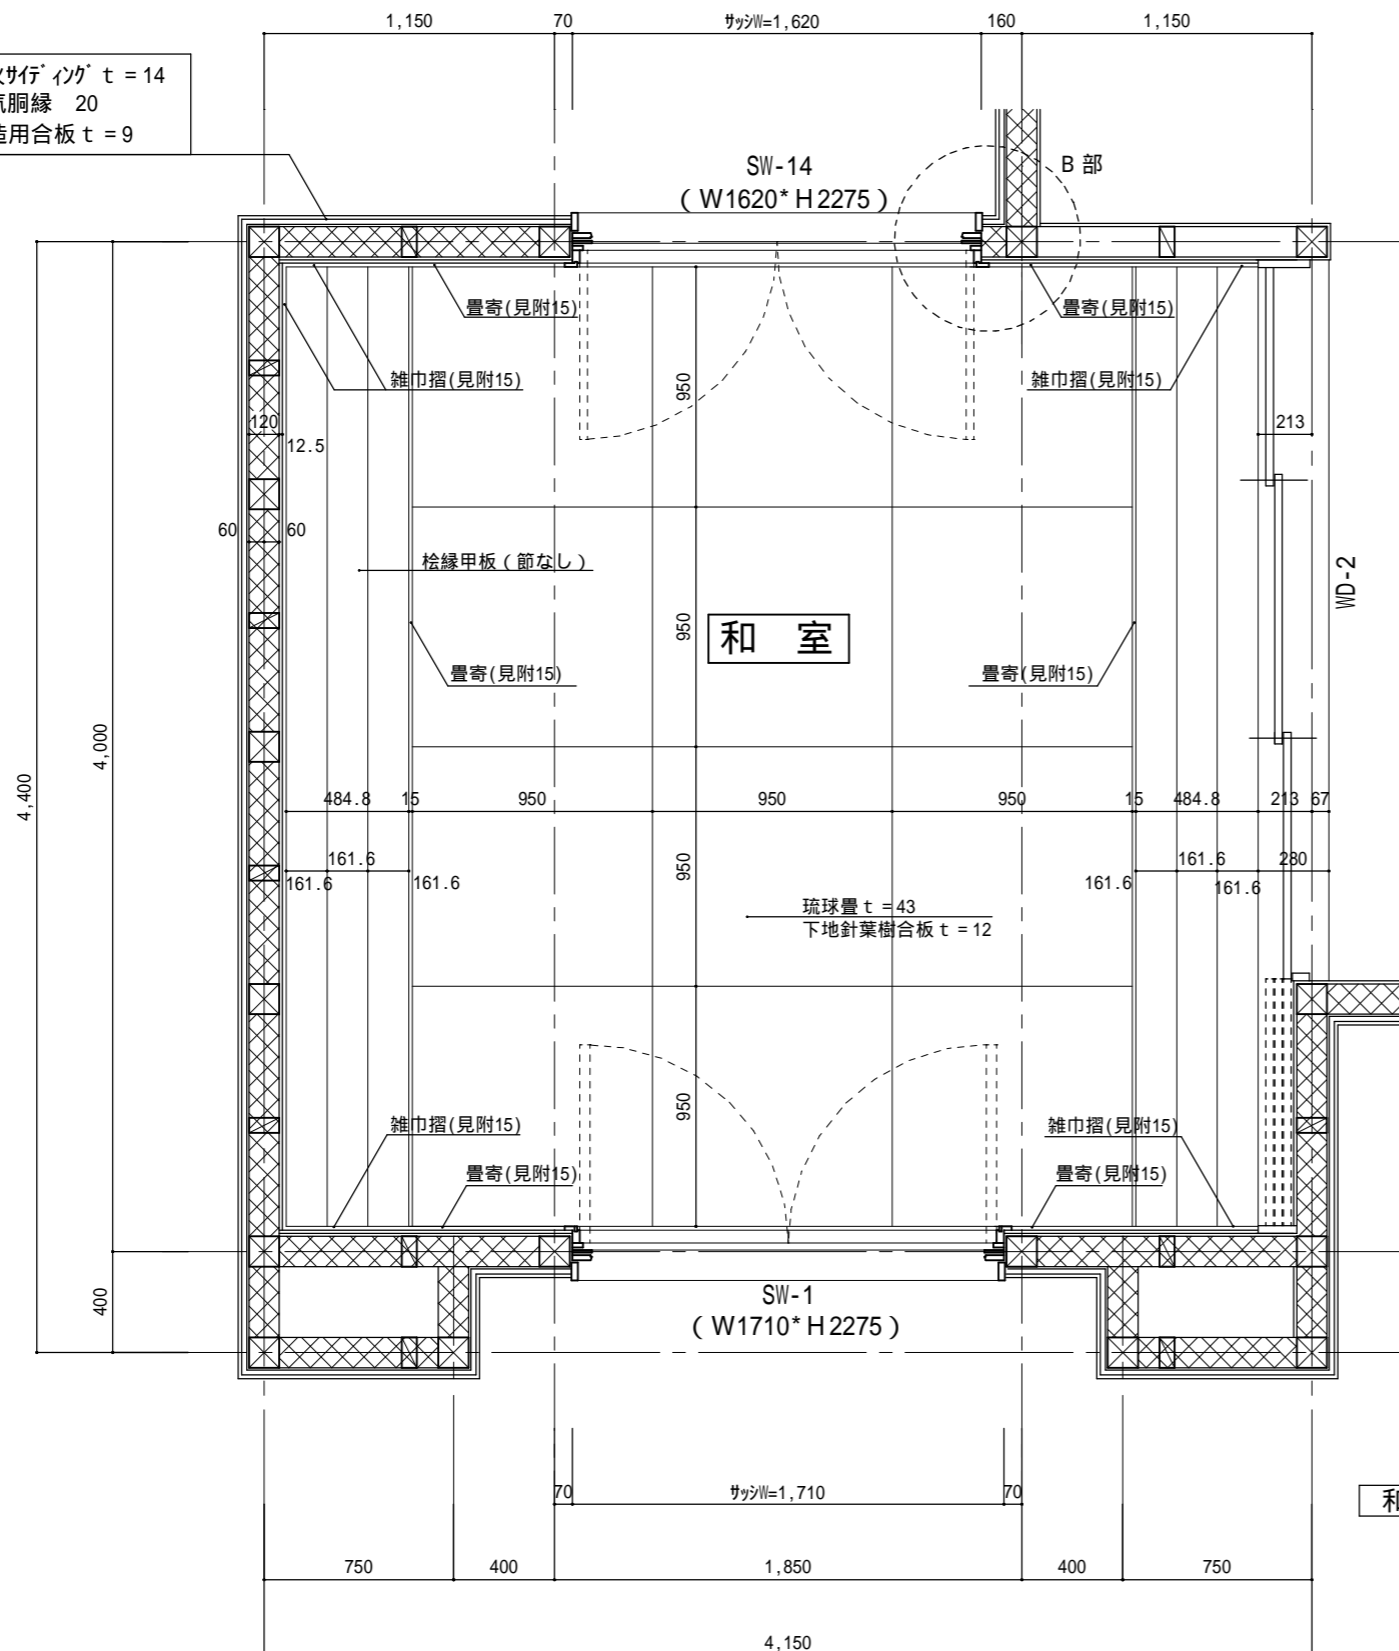 1,150
70
ｻｯｼW=1,620
160
1,150
ｻｲﾃﾞｨﾝｸﾞ t = 14
胴縁 20
用合板 t = 9
SW-14
( W1620* H 2275 )
B 部
畳寄(見附15)
畳寄(見附15)
雑巾摺(見附15)
950
雑巾摺(見附15)
120
12.5
213
60
60
桧縁甲板 ( 節なし )
WD-2
950
和 室
畳寄(見附15)
畳寄(見附15)
4,400
4,000
484.8
15
950
950
950
15
484.8
213
67
161.6
161.6
161.6
950
161.6
161.6
161.6
280
琉球畳 t = 43
下地針葉樹合板 t = 12
950
雑巾摺(見附15)
雑巾摺(見附15)
畳寄(見附15)
畳寄(見附15)
400
SW-1
( W1710* H 2275 )
70
ｻｯｼW=1,710
70
和
750
400
1,850
400
750
4,150